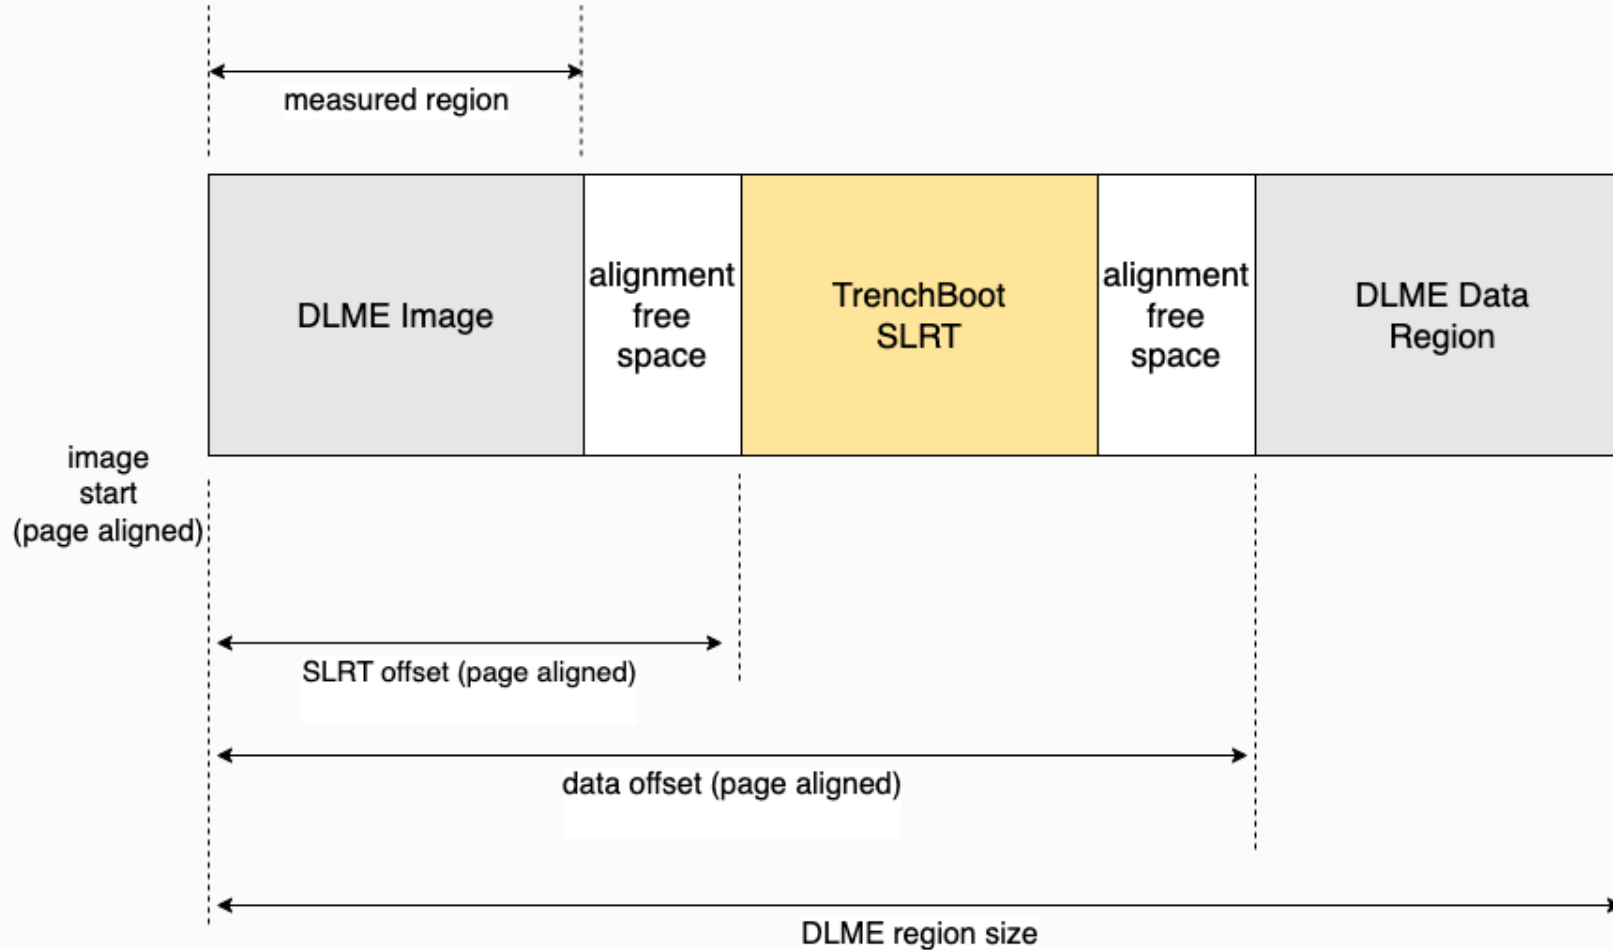 measured region
DLME Image
alignment
free
space
TrenchBoot
SLRT
alignment
free
space
DLME Data
Region
image
start
(page aligned)
SLRT offset (page aligned)
data offset (page aligned)
DLME region size